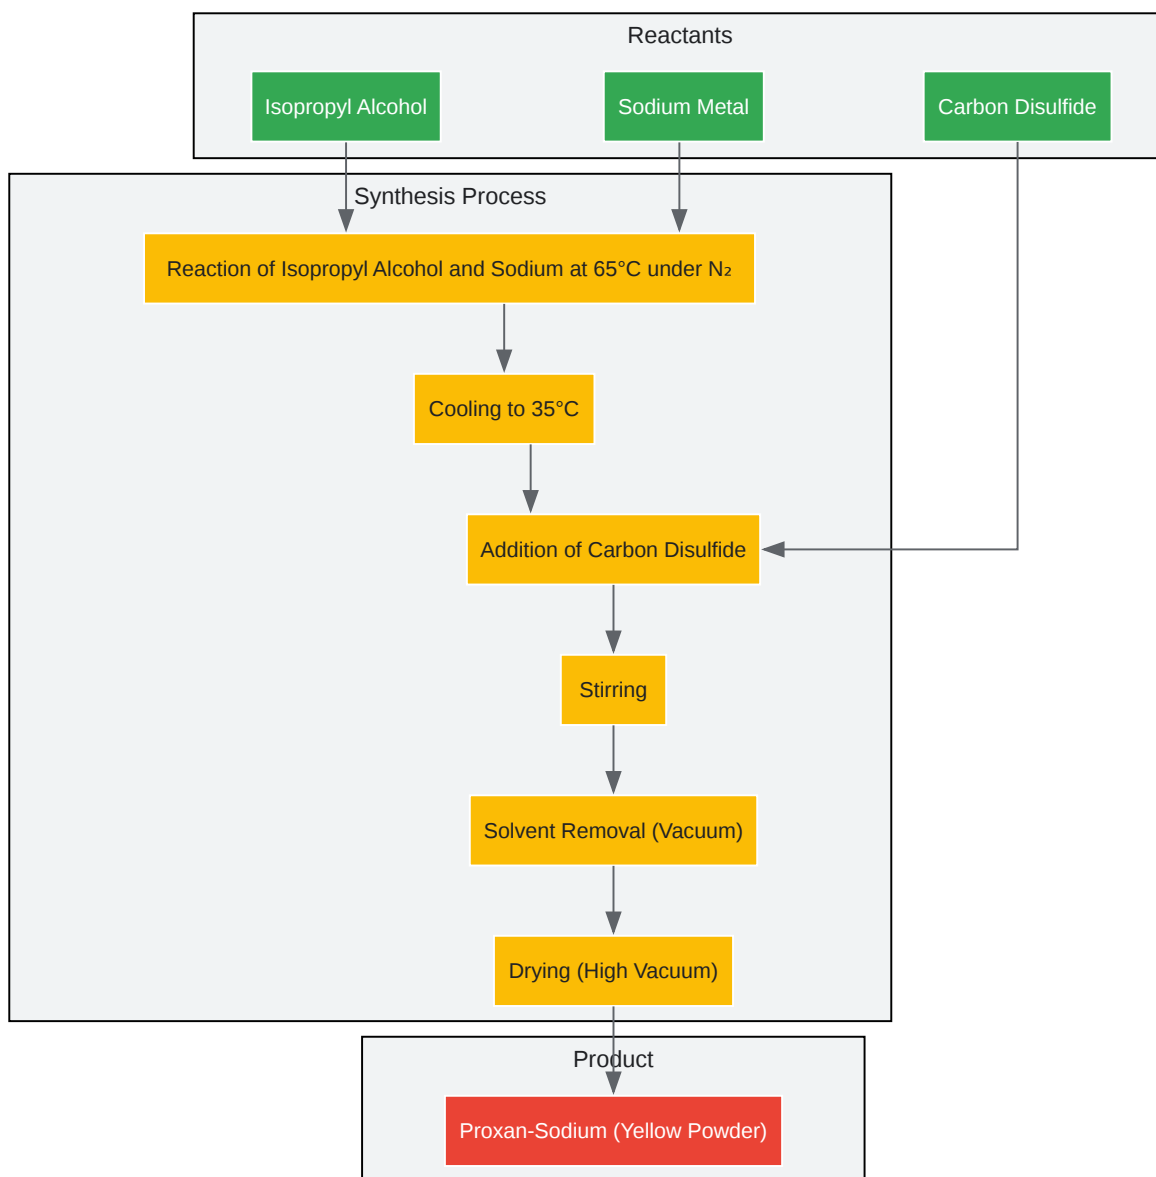 Reactants
Isopropyl Alcohol
Sodium Metal
Carbon Disulfide
Synthesis Process
Reaction of Isopropyl Alcohol and Sodium at 65°C under N₂
Cooling to 35°C
Addition of Carbon Disulfide
Stirring
Solvent Removal (Vacuum)
Drying (High Vacuum)
Product
Proxan-Sodium (Yellow Powder)